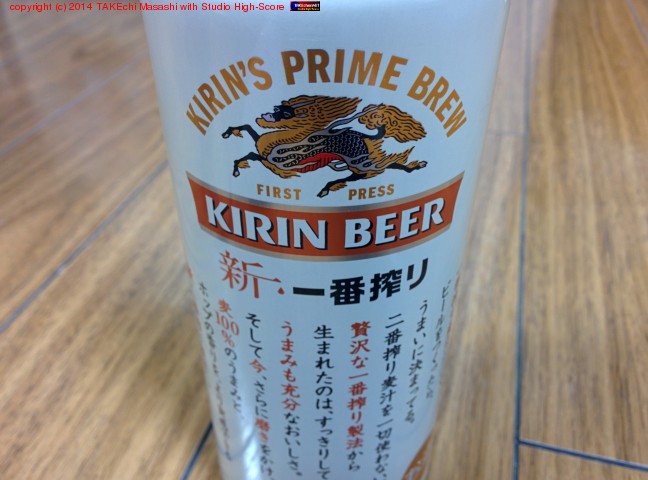 copyright (c) 2014 TAKEchi Masashi with Studio High-Score
KIRIN'S PRIME BREW
FIRST PRESS
KIRIN BEER
新・一番搾り
うまいに決まってる。
二番搾り麦汁を一切使わない、
贅沢な一番搾り製法から
生まれたのは、すっきりして
うまみも充分なおいしさ。
そして今、さらに磨きをかけ、
麦100%のうまみと、